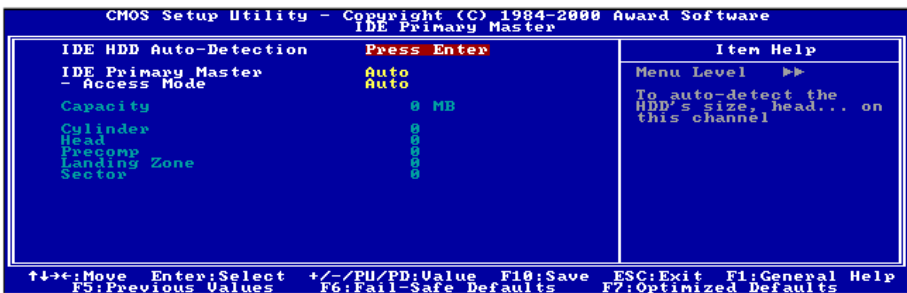 CMOS Setup Utility - Copyright (C) 1984-2000 Award Software
IDE Primary Master
IDE HDD Auto-Detection Press Enter
IDE Primary Master Auto
- Access Mode Auto
Capacity 0 MB
Cylinder 0
Head 0
Precomp 0
Landing Zone 0
Sector 0
Item Help
Menu Level ▶▶
To auto-detect the
HDD's size, head... on
this channel
↑↓→←:Move Enter:Select +/-/PU/PD:Value F10:Save ESC:Exit F1:General Help
F5:Previous Values F6:Fail-Safe Defaults F7:Optimized Defaults